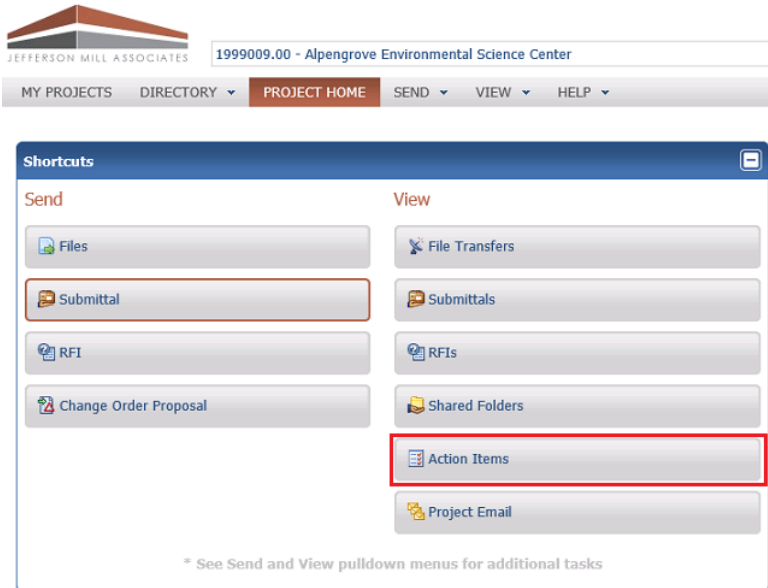 JEFFERSON MILL ASSOCIATES
1999009.00 - Alpengrove Environmental Science Center
MY PROJECTS DIRECTORY PROJECT HOME SEND VIEW HELP
Shortcuts
Send
Files
Submittal
RFI
Change Order Proposal
View
File Transfers
Submittals
RFIs
Shared Folders
Action Items
Project Email
* See Send and View pulldown menus for additional tasks